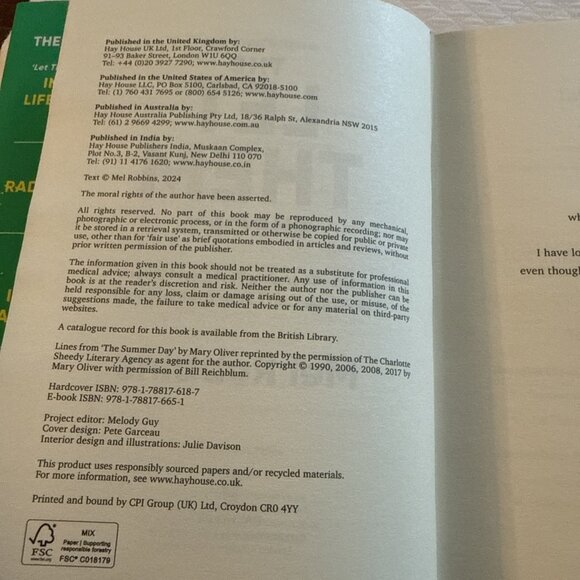 THE
'Let Th
LIFE
RAD
Published in the United Kingdom by:
Hay House UK Ltd, 1st Floor, Crawford Corner
91–93 Baker Street, London W1U 6QQ
Tel: +44 (0)20 3927 7290; www.hayhouse.co.uk
Published in the United States of America by:
Hay House LLC, PO Box 5100, Carlsbad, CA 92018-5100
Tel: (1) 760 431 7695 or (800) 654 5126; www.hayhouse.com
Published in Australia by:
Hay House Australia Publishing Pty Ltd, 18/36 Ralph St, Alexandria NSW 2015
Tel: (61) 2 9669 4299; www.hayhouse.com.au
Published in India by:
Hay House Publishers India, Muskaan Complex,
Plot No.3, B-2, Vasant Kunj, New Delhi 110 070
Tel: (91) 11 4176 1620; www.hayhouse.co.in
Text © Mel Robbins, 2024
The moral rights of the author have been asserted.
All rights reserved. No part of this book may be reproduced by any mechanical,
photographic or electronic process, or in the form of a phonographic recording; nor may
it be stored in a retrieval system, transmitted or otherwise be copied for public or private
use, other than for 'fair use' as brief quotations embodied in articles and reviews, without
prior written permission of the publisher.
The information given in this book should not be treated as a substitute for professional
medical advice; always consult a medical practitioner. Any use of information in this
book is at the reader's discretion and risk. Neither the author nor the publisher can be
held responsible for any loss, claim or damage arising out of the use, or misuse, of the
suggestions made, the failure to take medical advice or for any material on third-party
websites.
A catalogue record for this book is available from the British Library.
Lines from 'The Summer Day' by Mary Oliver reprinted by the permission of The Charlotte
Sheedy Literary Agency as agent for the author. Copyright © 1990, 2006, 2008, 2017 by
Mary Oliver with permission of Bill Reichblum.
Hardcover ISBN: 978-1-78817-618-7
E-book ISBN: 978-1-78817-665-1
Project editor: Melody Guy
Cover design: Pete Garceau
Interior design and illustrations: Julie Davison
This product uses responsibly sourced papers and/or recycled materials.
For more information, see www.hayhouse.co.uk.
Printed and bound by CPI Group (UK) Ltd, Croydon CR0 4YY
FSC
www.fsc.org
MIX
Paper | Supporting
responsible forestry
FSC® C018179
wh
I have lo
even though